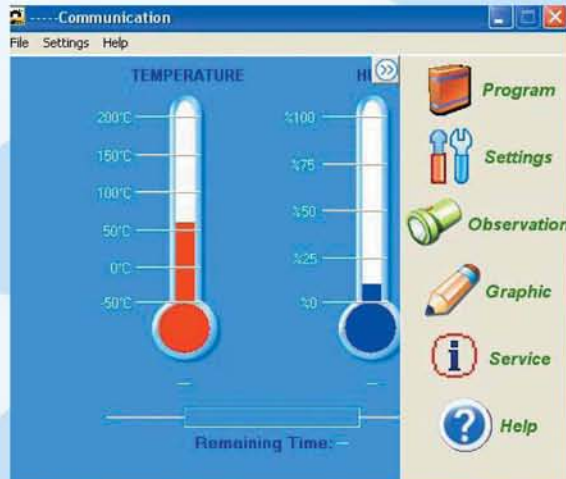 -----Communication
File Settings Help
TEMPERATURE
HU
200°C
150°C
100°C
50°C
0°C
-50°C
%100
%75
%50
%25
%0
Remaining Time: --
Program
Settings
Observation
Graphic
Service
Help